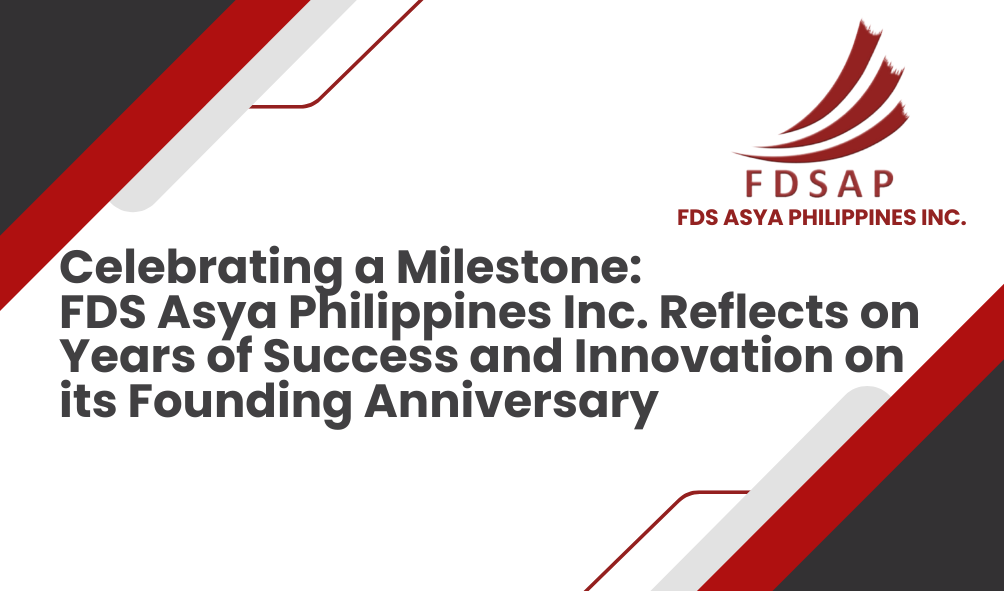 FDSAP
FDS ASYA PHILIPPINES INC.
Celebrating a Milestone:
FDS Asya Philippines Inc. Reflects on
Years of Success and Innovation on
its Founding Anniversary